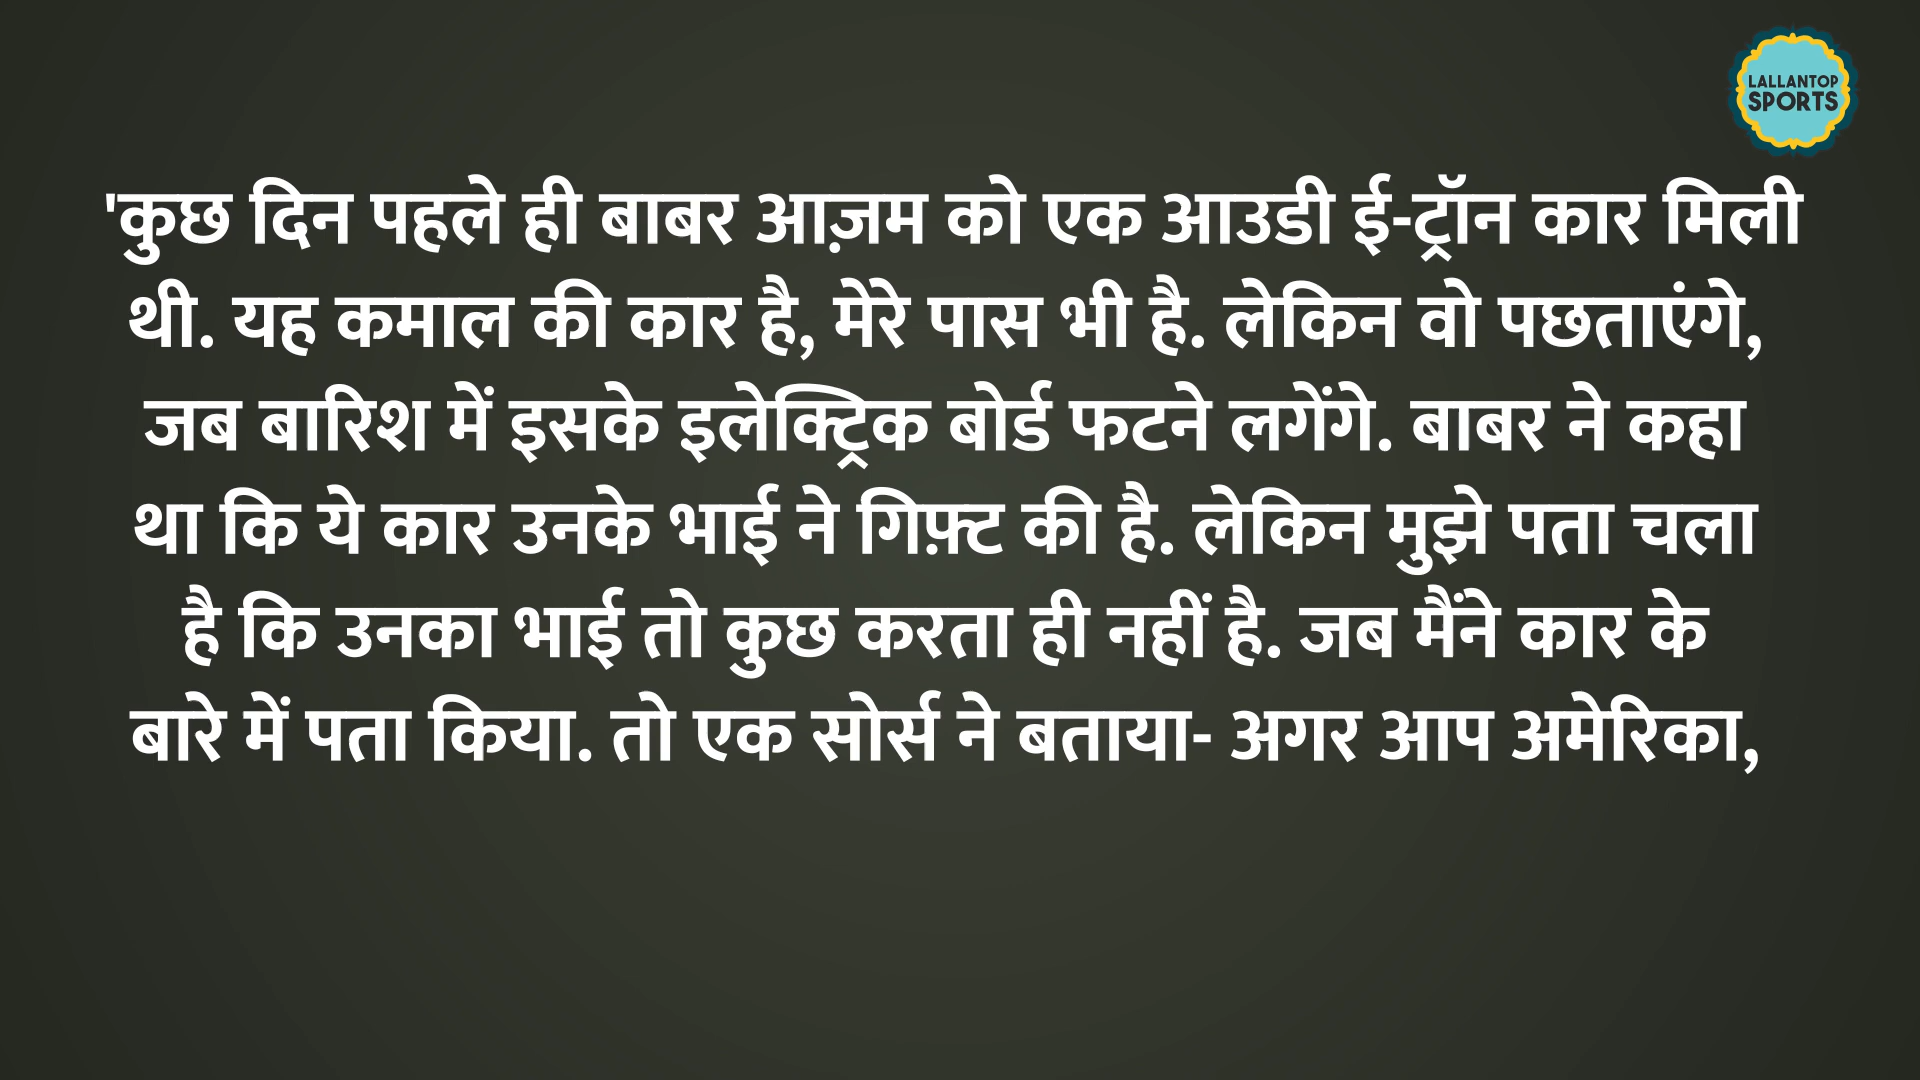 LALLANTOP
SPORTS
'कुछ दिन पहले ही बाबर आज़म को एक आउडी ई-ट्रॉन कार मिली
थी. यह कमाल की कार है, मेरे पास भी है. लेकिन वो पछताएंगे,
जब बारिश में इसके इलेक्ट्रिक बोर्ड फटने लगेंगे. बाबर ने कहा
था कि ये कार उनके भाई ने गिफ़्ट की है. लेकिन मुझे पता चला
है कि उनका भाई तो कुछ करता ही नहीं है. जब मैंने कार के
बारे में पता किया. तो एक सोर्स ने बताया- अगर आप अमेरिका,